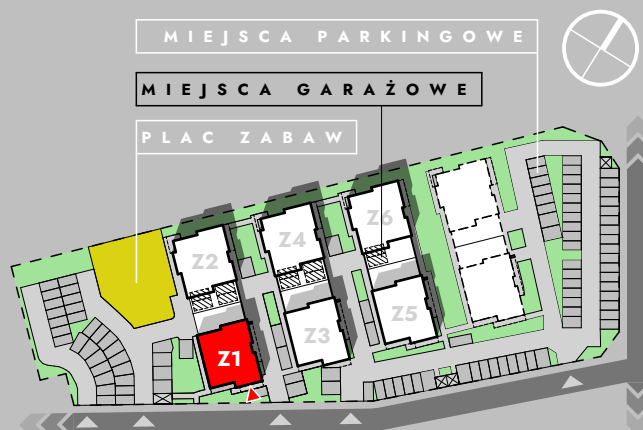 MIEJSCA PARKINGOWE
MIEJSCA GARAŻOWE
PLAC ZABAW
Z6
Z4
Z2
Z5
Z3
Z1